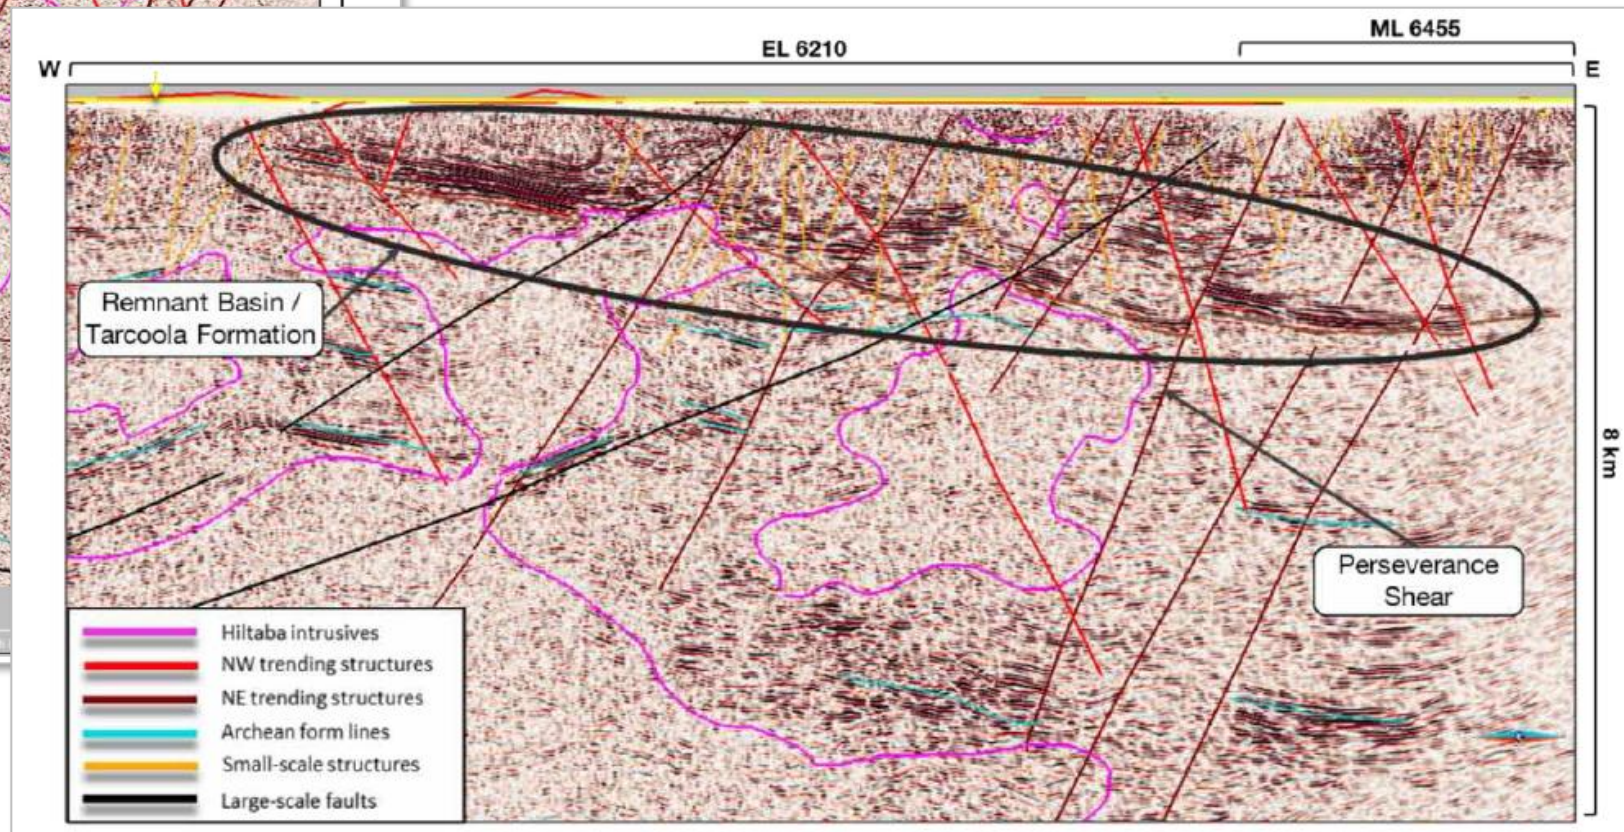 ML 6455
EL 6210
W
E
Remnant Basin /
Tarcoola Formation
8 km
Perseverance
Shear
Hiltaba intrusives
NW trending structures
NE trending structures
Archean form lines
Small-scale structures
Large-scale faults